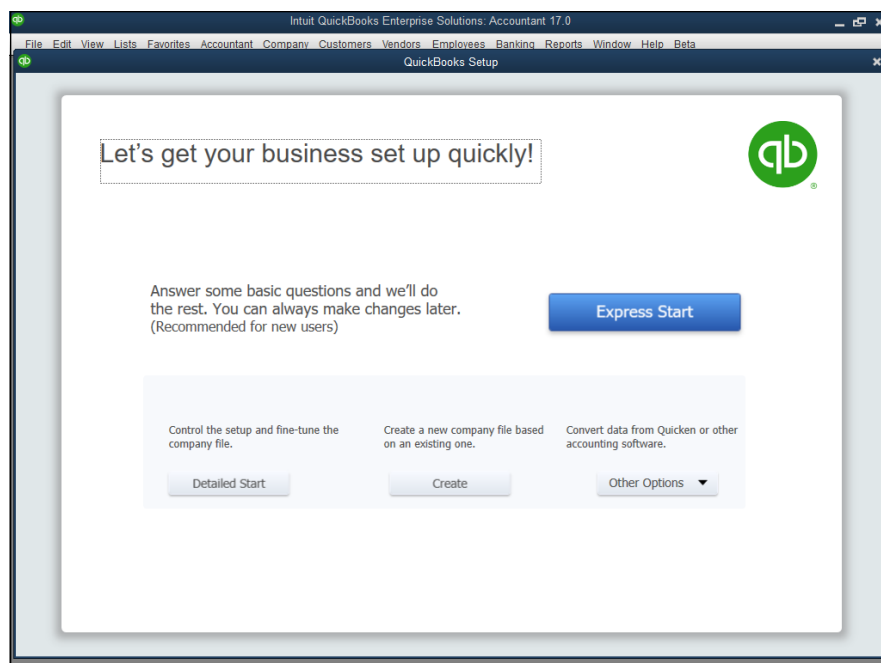 Intuit QuickBooks Enterprise Solutions: Accountant 17.0
File Edit View Lists Favorites Accountant Company Customers Vendors Employees Banking Reports Window Help Beta
QuickBooks Setup
Let's get your business set up quickly!
qb
®
Answer some basic questions and we'll do
the rest. You can always make changes later.
(Recommended for new users)
Express Start
Control the setup and fine-tune the
company file.
Detailed Start
Create a new company file based
on an existing one.
Create
Convert data from Quicken or other
accounting software.
Other Options